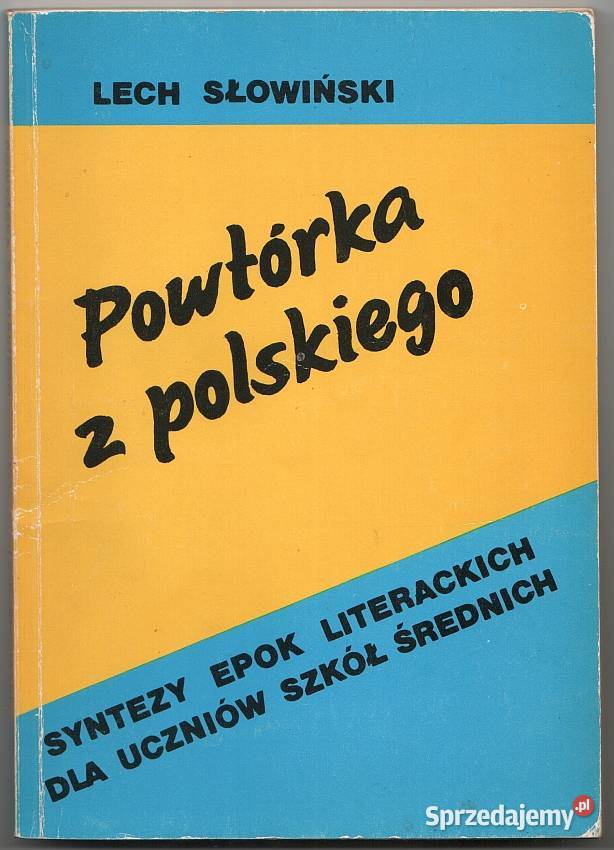 LECH SŁOWIŃSKI
Powtórka
z polskiego
SYNTEZY EPOK LITERACKICH
DLA UCZNIÓW SZKÓŁ ŚREDNICH
Sprzedajemy.pl